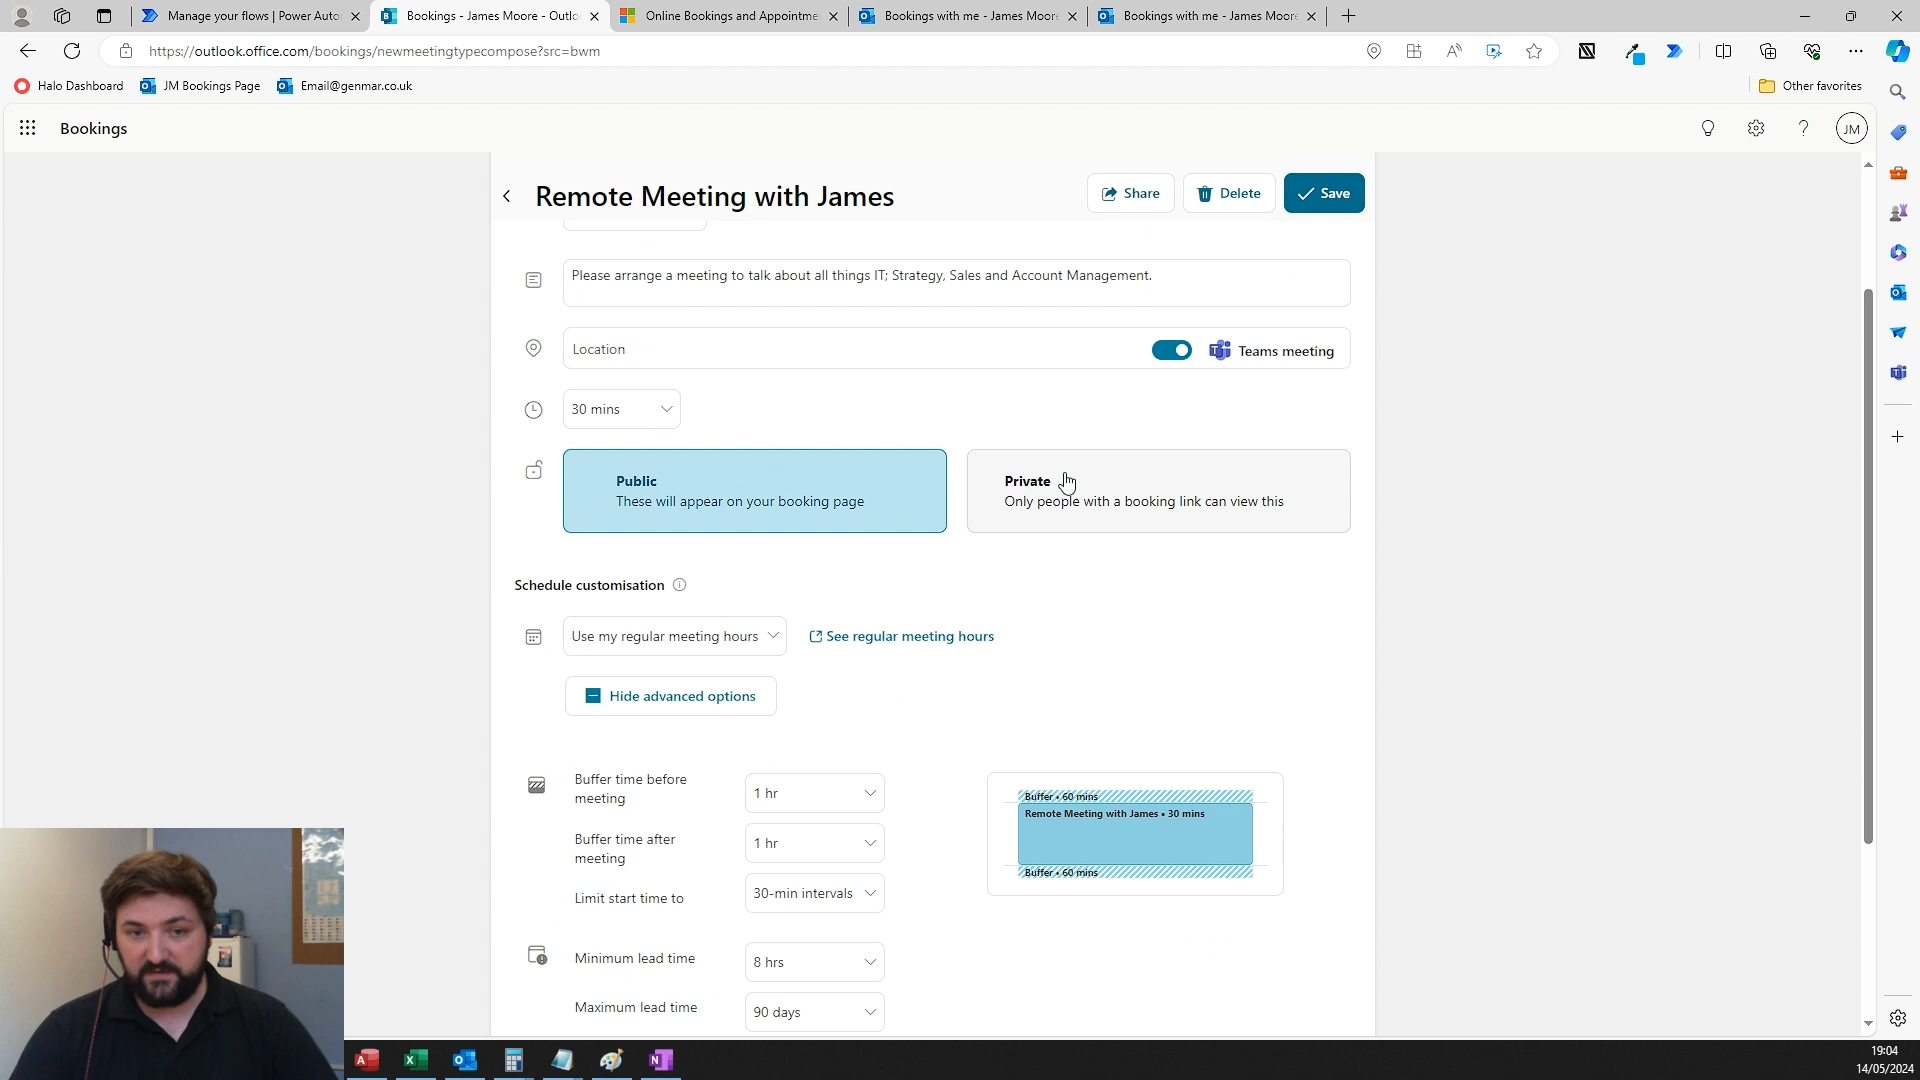 Manage your flows | Power Auto
Bookings - James Moore - Outlo
Online Bookings and Appointme
Bookings with me - James Moore
Bookings with me - James Moore
https://outlook.office.com/bookings/newmeetingtypecompose?src=bwm
Halo Dashboard
JM Bookings Page
Email@genmar.co.uk
Other favorites
Bookings
JM
Remote Meeting with James
Share
Delete
Save
Please arrange a meeting to talk about all things IT; Strategy, Sales and Account Management.
Location
Teams meeting
30 mins
Public
These will appear on your booking page
Private
Only people with a booking link can view this
Schedule customisation
Use my regular meeting hours
See regular meeting hours
Hide advanced options
Buffer time before
meeting
1 hr
Buffer time after
meeting
1 hr
Limit start time to
30-min intervals
Buffer • 60 mins
Remote Meeting with James • 30 mins
Buffer • 60 mins
Minimum lead time
8 hrs
Maximum lead time
90 days
19:04
14/05/2024